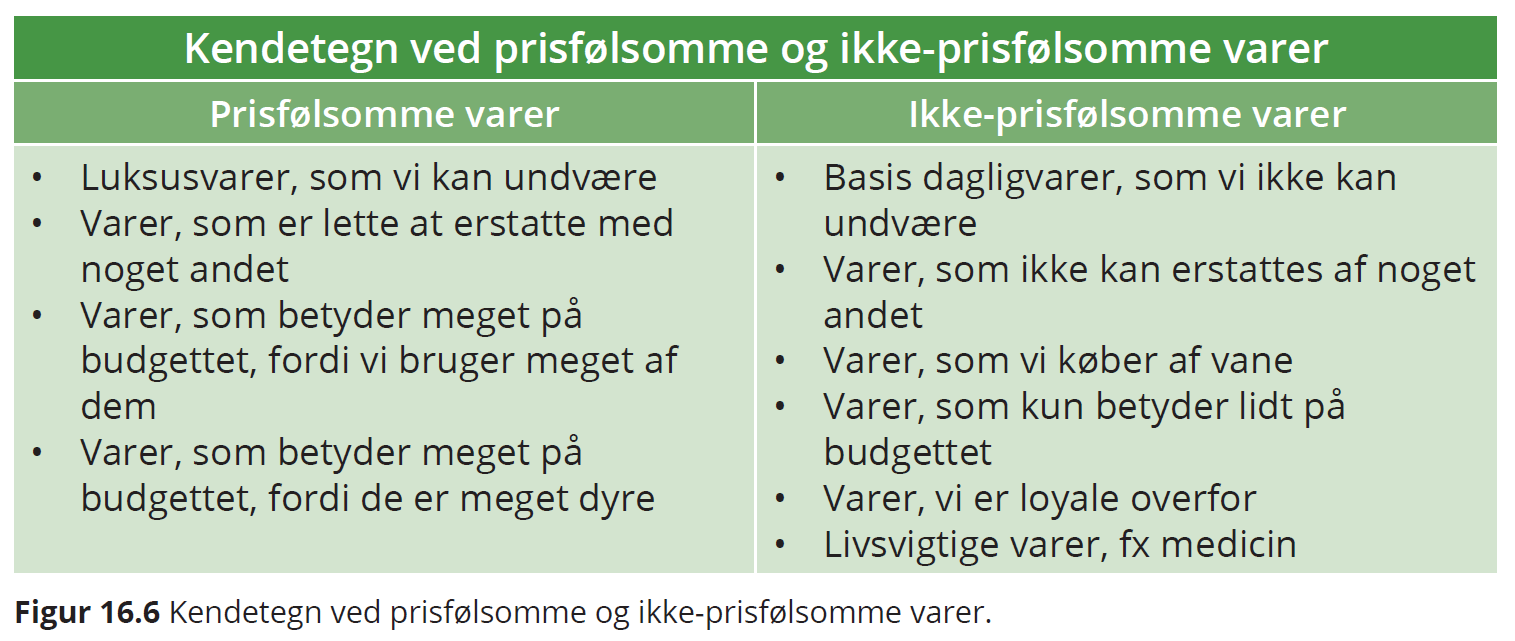 Kendetegn ved prisfølsomme og ikke-prisfølsomme varer
Prisfølsomme varer
• Luksusvarer, som vi kan undvære
• Varer, som er lette at erstatte med
noget andet
• Varer, som betyder meget på
budgettet, fordi vi bruger meget af
dem
• Varer, som betyder meget på
budgettet, fordi de er meget dyre
Ikke-prisfølsomme varer
• Basis dagligvarer, som vi ikke kan
undvære
• Varer, som ikke kan erstattes af noget
andet
• Varer, som vi køber af vane
• Varer, som kun betyder lidt på
budgettet
• Varer, vi er loyale overfor
• Livsvigtige varer, fx medicin
Figur 16.6 Kendetegn ved prisfølsomme og ikke-prisfølsomme varer.